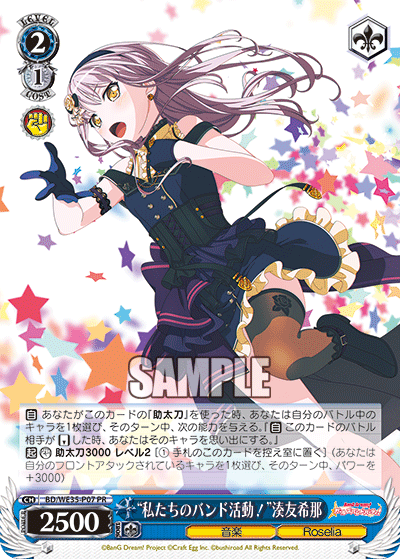 LEVEL
2
1
COST
SAMPLE
【自】 あなたがこのカードの「助太刀」を使った時、あなたは自分のバトル中の
キャラを1枚選び、そのターン中、次の能力を与える。『【自】 このカードのバトル
相手が した時、あなたはそのキャラを思い出にする。』
【起】 助太刀3000 レベル2 [① 手札のこのカードを控え室に置く] (あなたは
自分のフロントアタックされているキャラを1枚選び、そのターン中、パワーを
+3000)
CH BD/WE35-P07 PR
2500
“私たちのバンド活動!”湊友希那
音楽 Roselia
©BanG Dream! Project ©Craft Egg Inc. ©bushiroad All Rights Reserved.